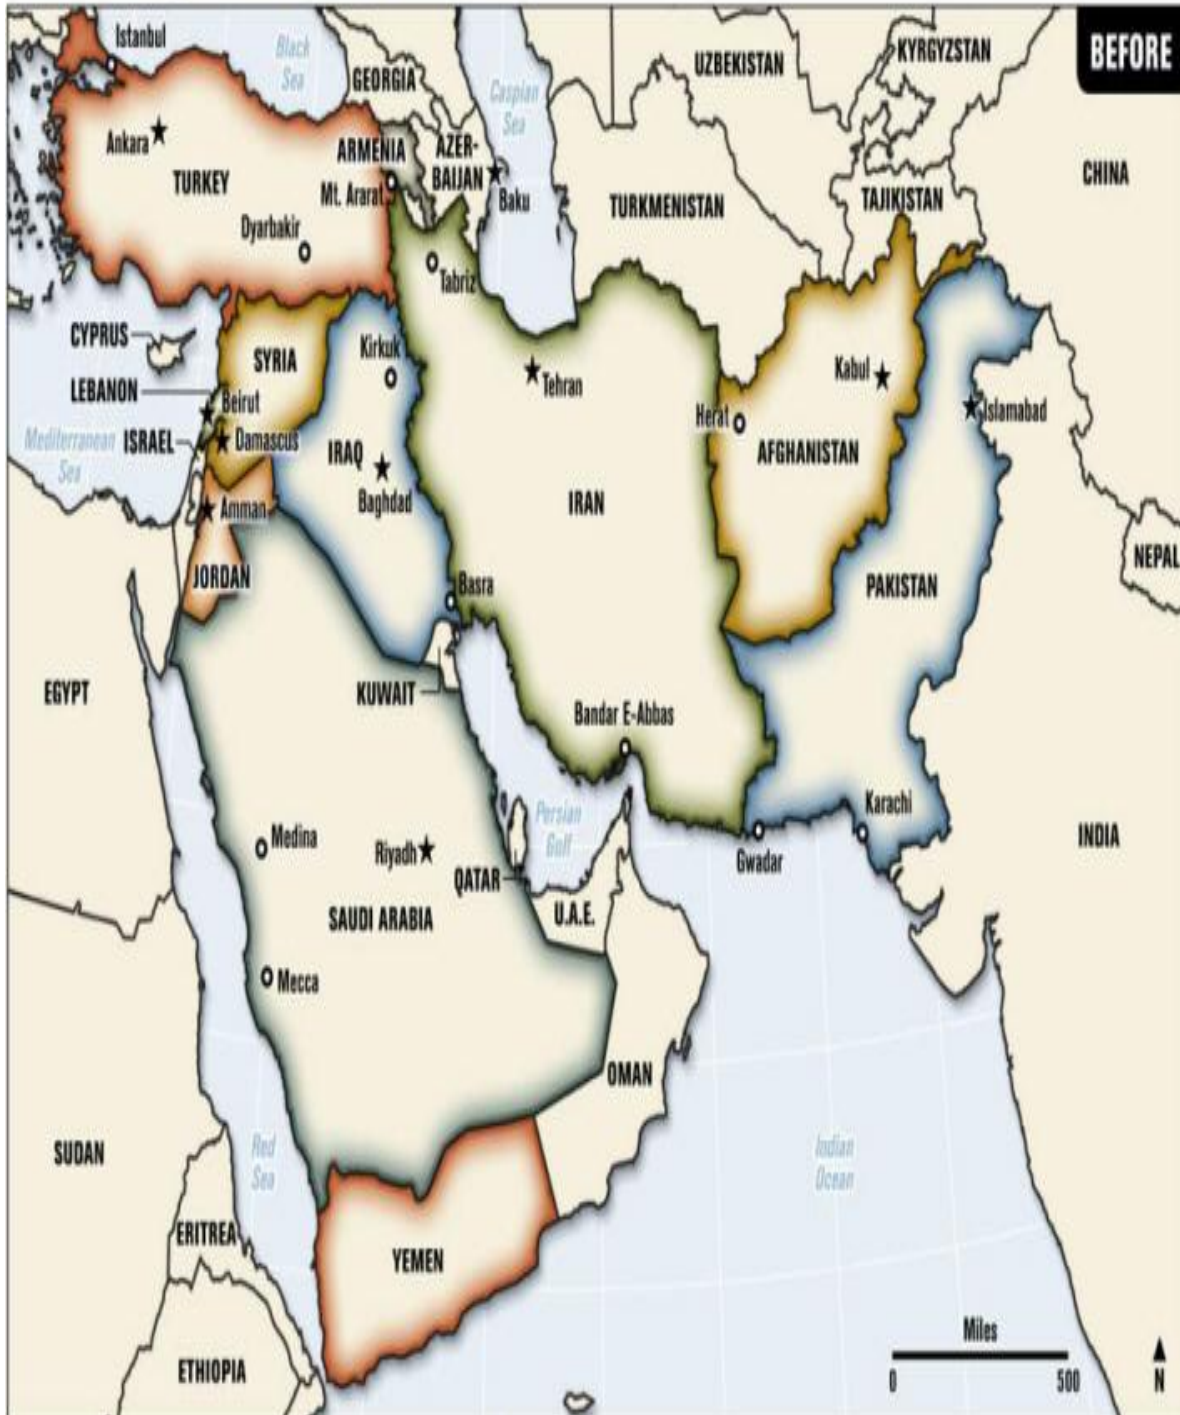 BEFORE
Istanbul
Black
Sea
GEORGIA
Caspian
Sea
UZBEKISTAN
KYRGYZSTAN
Ankara
TURKEY
ARMENIA
AZER-
BAIJAN
Mt. Ararat
Baku
TURKMENISTAN
TAJIKISTAN
CHINA
Dyarbakir
Tabriz
CYPRUS
SYRIA
Kirkuk
Tehran
Kabul
LEBANON
Beirut
Herat
Islamabad
Mediterranean
Sea
ISRAEL
Damascus
IRAQ
AFGHANISTAN
Baghdad
IRAN
Amman
JORDAN
Basra
PAKISTAN
NEPAL
EGYPT
KUWAIT
Bandar E-Abbas
Medina
Riyadh
Persian
Gulf
Karachi
INDIA
QATAR
Gwadar
SAUDI ARABIA
U.A.E.
Mecca
OMAN
SUDAN
Red
Sea
Indian
Ocean
ERITREA
YEMEN
ETHIOPIA
Miles
0 500
N